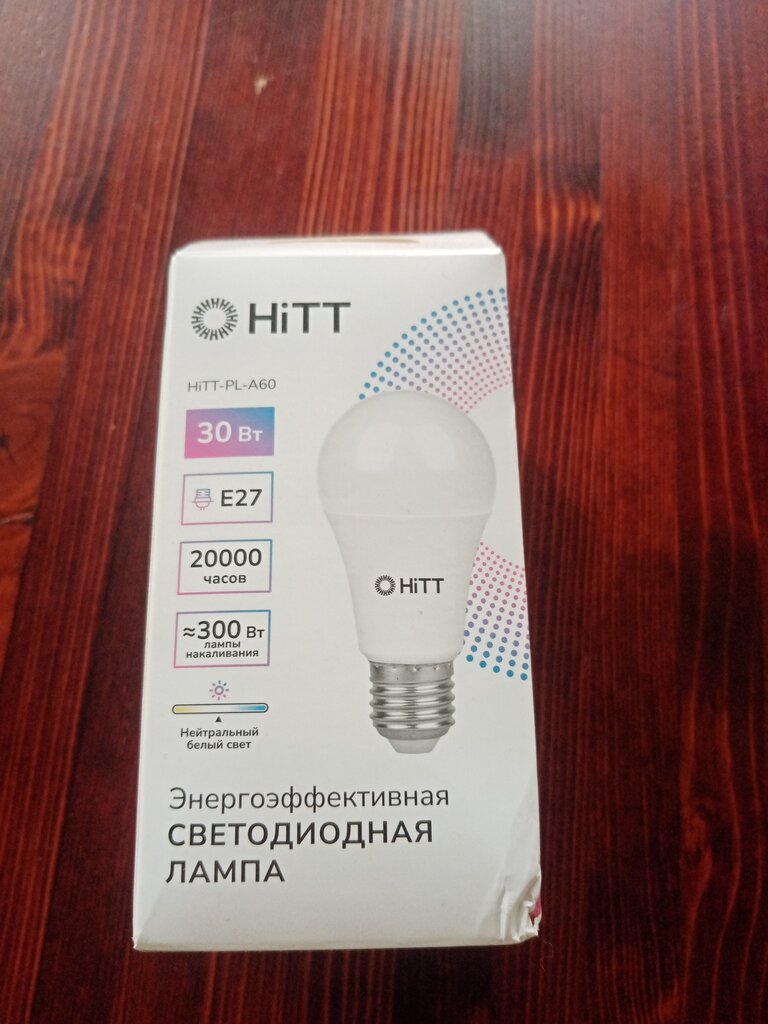 HiTT
HiTT-PL-A60
30 Вт
E27
20000
часов
≈300 Вт
лампы
накаливания
Нейтральный
белый свет
HiTT
Энергоэффективная
СВЕТОДИОДНАЯ
ЛАМПА